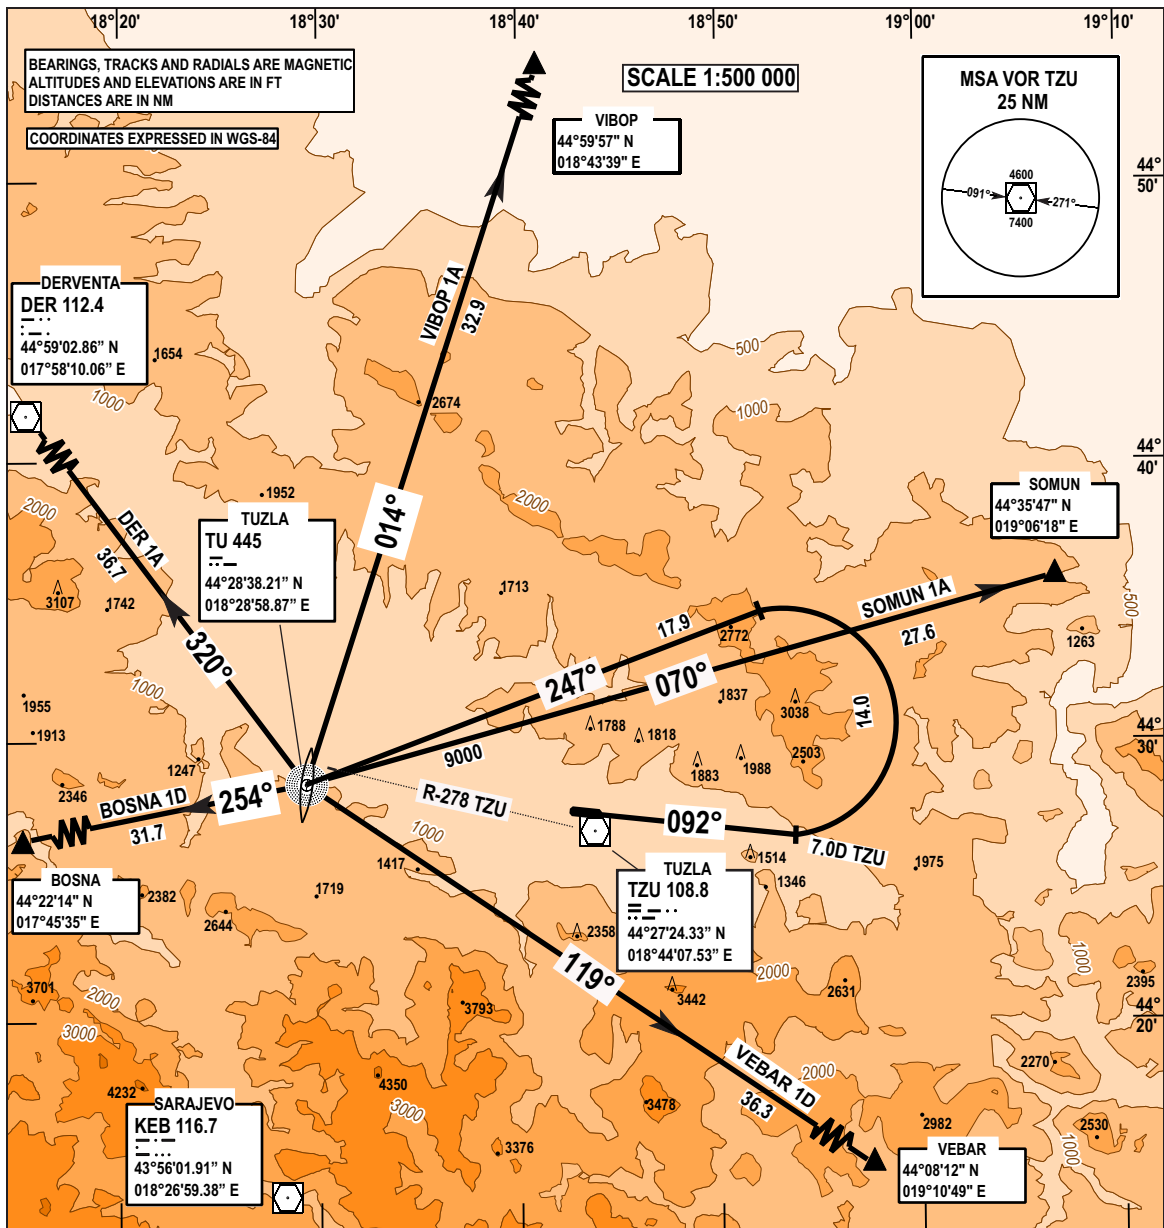 18°20'
18°30'
18°40'
18°50'
19°00'
19°10'
BEARINGS, TRACKS AND RADIALS ARE MAGNETIC
ALTITUDES AND ELEVATIONS ARE IN FT
DISTANCES ARE IN NM
COORDINATES EXPRESSED IN WGS-84
SCALE 1:500 000
MSA VOR TZU
25 NM
4600
091°
271°
7400
VIBOP
44°59'57" N
018°43'39" E
44°
50'
DERVENTA
DER 112.4
44°59'02.86" N
017°58'10.06" E
1654
1000
VIBOP 1A
32.9
500
1000
2674
44°
40'
1952
2000
2000
SOMUN
44°35'47" N
019°06'18" E
TUZLA
TU 445
44°28'38.21" N
018°28'58.87" E
014°
DER 1A
36.7
3107
1742
1713
SOMUN 1A
27.6
500
1263
17.9
2772
320°
247°
070°
1000
1955
1913
1837
3038
14.0
1788
1818
44°
30'
9000
1247
1883
1988
2503
2346
BOSNA 1D
254°
31.7
R-278 TZU
092°
7.0D TZU
1000
1417
1514
1346
1975
BOSNA
44°22'14" N
017°45'35" E
2382
2644
1719
TUZLA
TZU 108.8
44°27'24.33" N
018°44'07.53" E
2358
119°
2000
3442
2631
1000
2395
3701
2000
3000
3793
44°
20'
4232
4350
3000
3478
VEBAR 1D
36.3
2000
2270
2982
2530
1000
SARAJEVO
KEB 116.7
43°56'01.91" N
018°26'59.38" E
3376
VEBAR
44°08'12" N
019°10'49" E